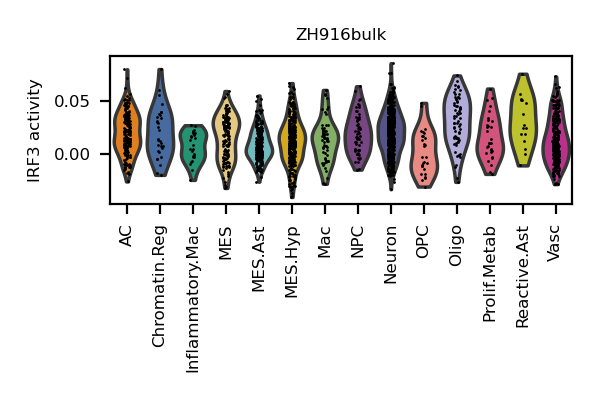 ZH916bulk
IRF3 activity
0.05
0.00
AC
Chromatin.Reg
Inflammatory.Mac
MES
MES.Ast
MES.Hyp
Mac
NPC
Neuron
OPC
Oligo
Prolif.Metab
Reactive.Ast
Vasc